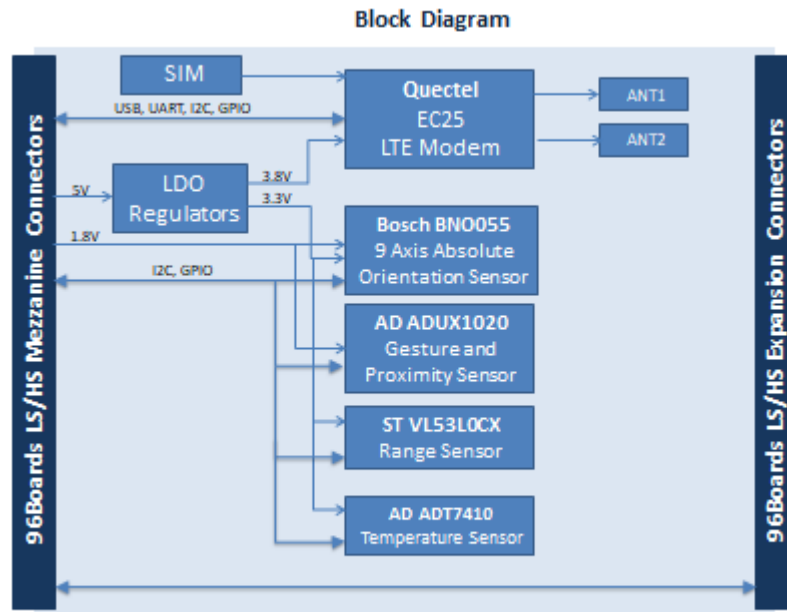 Block Diagram
SIM
Quectel
EC25
LTE Modem
ANT1
ANT2
USB, UART, I2C, GPIO
LDO
Regulators
5V
3.8V
3.3V
1.8V
I2C, GPIO
Bosch BNO055
9 Axis Absolute
Orientation Sensor
AD ADUX1020
Gesture and
Proximity Sensor
ST VL53L0CX
Range Sensor
AD ADT7410
Temperature Sensor
96Boards LS/HS Mezzanine Connectors
96Boards LS/HS Expansion Connectors